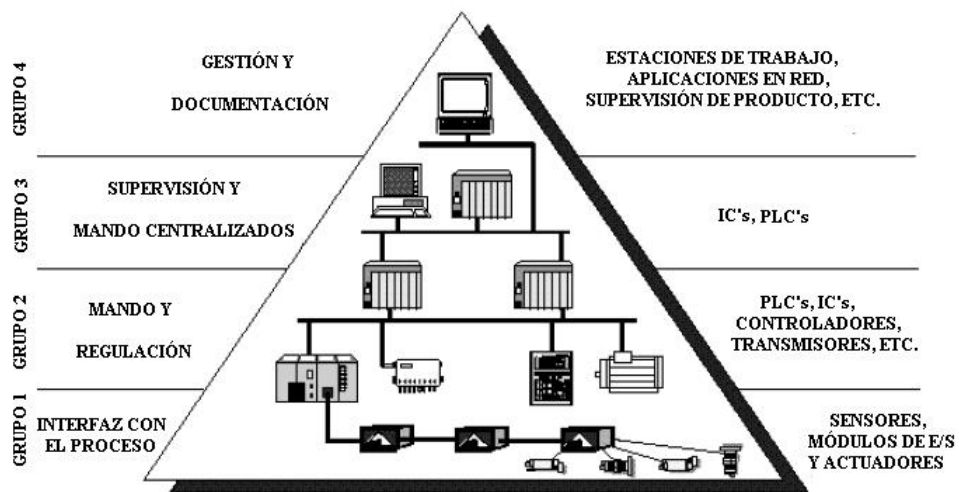 GRUPO 4
GESTIÓN Y
DOCUMENTACIÓN
ESTACIONES DE TRABAJO,
APLICACIONES EN RED,
SUPERVISIÓN DE PRODUCTO, ETC.
GRUPO 3
SUPERVISIÓN Y
MANDO CENTRALIZADOS
IC's, PLC's
GRUPO 2
MANDO Y
REGULACIÓN
PLC's, IC's,
CONTROLADORES,
TRANSMISORES, ETC.
GRUPO 1
INTERFAZ CON
EL PROCESO
SENSORES,
MÓDULOS DE E/S
Y ACTUADORES